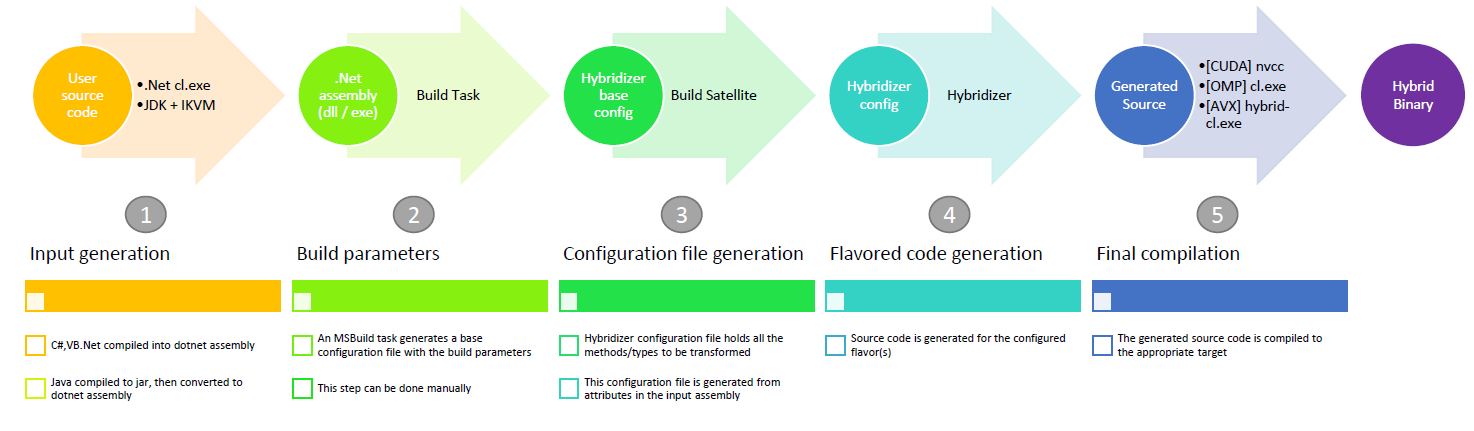 User
source
code
•.Net cl.exe
•JDK + IKVM
.Net
assembly
(dll / exe)
Build Task
Hybridizer
base
config
Build Satellite
Hybridizer
config
Hybridizer
Generated
Source
•[CUDA] nvcc
•[OMP] cl.exe
•[AVX] hybrid-
cl.exe
Hybrid
Binary
1
2
3
4
5
Input generation
Build parameters
Configuration file generation
Flavored code generation
Final compilation
C#,VB.Net compiled into dotnet assembly
Java compiled to jar, then converted to
dotnet assembly
An MSBuild task generates a base
configuration file with the build parameters
This step can be done manually
Hybridizer configuration file holds all the
methods/types to be transformed
This configuration file is generated from
attributes in the input assembly
Source code is generated for the configured
flavor(s)
The generated source code is compiled to
the appropriate target